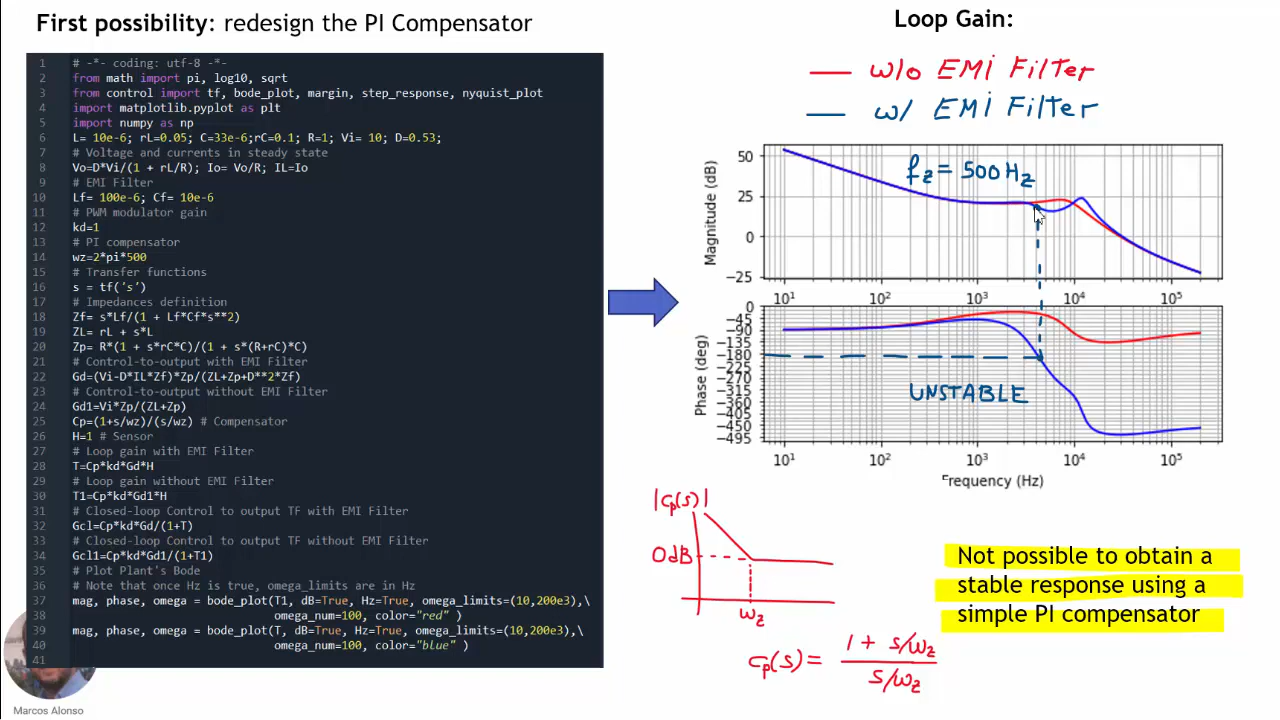 First possibility: redesign the PI Compensator
1 # -*- coding: utf-8 -*-
2 from math import pi, log10, sqrt
3 from control import tf, bode_plot, margin, step_response, nyquist_plot
4 import matplotlib.pyplot as plt
5 import numpy as np
6 L= 10e-6; rL=0.05; C=33e-6;rC=0.1; R=1; Vi= 10; D=0.53;
7 # Voltage and currents in steady state
8 Vo=D*Vi/(1 + rL/R); Io= Vo/R; IL=Io
9 # EMI Filter
10 Lf= 100e-6; Cf= 10e-6
11 # PWM modulator gain
12 kd=1
13 # PI compensator
14 wz=2*pi*500
15 # Transfer functions
16 s = tf('s')
17 # Impedances definition
18 Zf= s*Lf/(1 + Lf*Cf*s**2)
19 ZL= rL + s*L
20 Zp= R*(1 + s*rC*C)/(1 + s*(R+rC)*C)
21 # Control-to-output with EMI Filter
22 Gd=(Vi-D*IL*Zf)*Zp/(ZL+Zp+D**2*Zf)
23 # Control-to-output without EMI Filter
24 Gd1=Vi*Zp/(ZL+Zp)
25 Cp=(1+s/wz)/(s/wz) # Compensator
26 H=1 # Sensor
27 # Loop gain with EMI Filter
28 T=Cp*kd*Gd*H
29 # Loop gain without EMI Filter
30 T1=Cp*kd*Gd1*H
31 # Closed-loop Control to output TF with EMI Filter
32 Gcl=Cp*kd*Gd/(1+T)
33 # Closed-loop Control to output TF without EMI Filter
34 Gcl1=Cp*kd*Gd1/(1+T1)
35 # Plot Plant's Bode
36 # Note that once Hz is true, omega_limits are in Hz
37 mag, phase, omega = bode_plot(T1, dB=True, Hz=True, omega_limits=(10,200e3),\
38 omega_num=100, color="red" )
39 mag, phase, omega = bode_plot(T, dB=True, Hz=True, omega_limits=(10,200e3),\
40 omega_num=100, color="blue" )
41
Marcos Alonso
Loop Gain:
w/o EMI Filter
w/ EMI Filter
Magnitude (dB)
50
25
0
-25
fz = 500Hz
10¹ 10² 10³ 10⁴ 10⁵
Phase (deg)
0
-45
-90
-135
-180
-225
-270
-315
-360
-405
-450
-495
UNSTABLE
10¹ 10² 10³ 10⁴ 10⁵
Frequency (Hz)
|Cp(s)|
0dB
ωz
Cp(s) = 1 + s/ωz
s/ωz
Not possible to obtain a
stable response using a
simple PI compensator